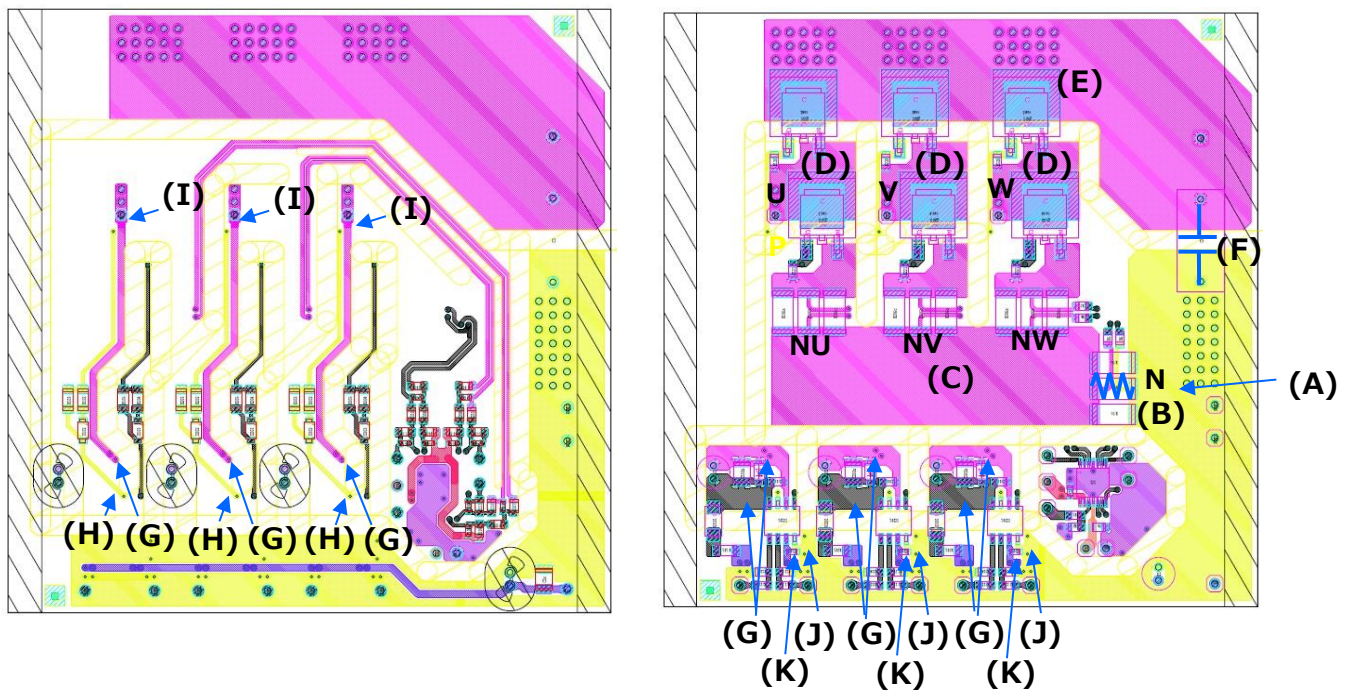 (I)
(I)
(I)
(H)
(G)
(H)
(G)
(H)
(G)
(E)
(D)
(D)
(D)
U
V
W
P
(F)
NU
NV
NW
(C)
N
(A)
(B)
(G)
(J)
(G)
(J)
(G)
(J)
(K)
(K)
(K)